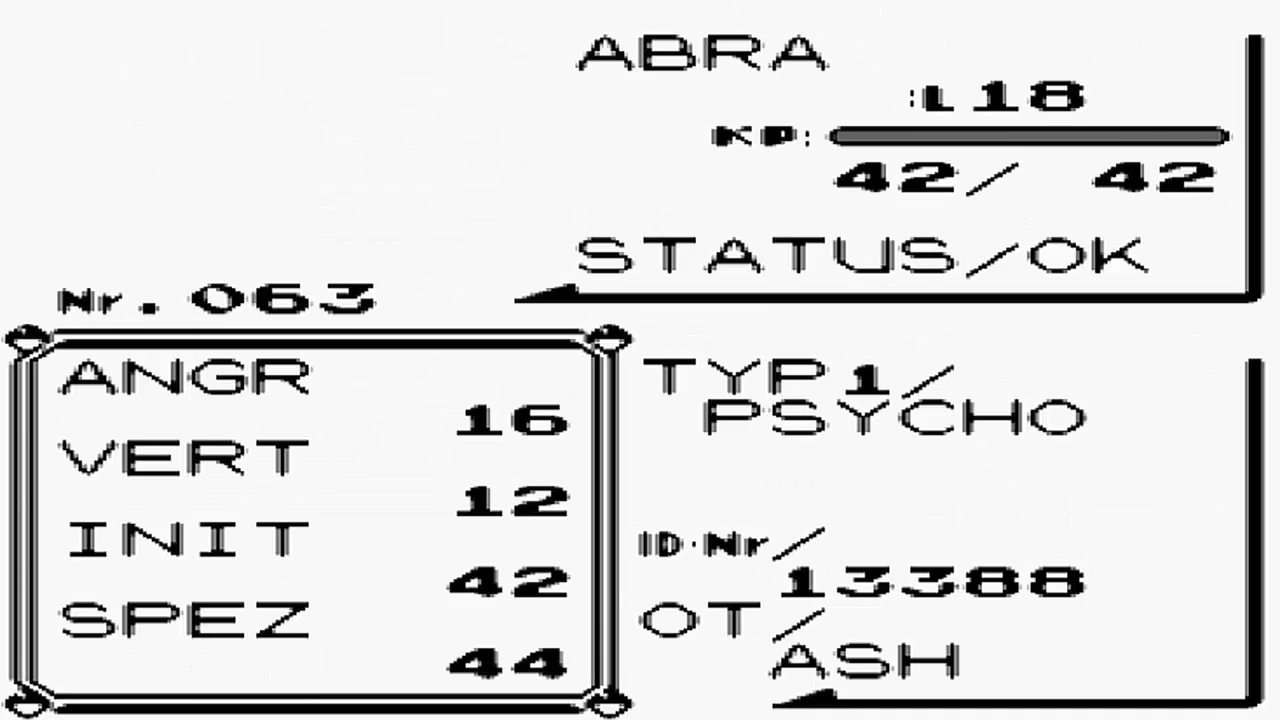 ABRA
:L18
KP:
42/ 42
STATUS/OK
Nr.063
ANGR
16
VERT
12
INIT
42
SPEZ
44
TYP1/
PSYCHO
ID-Nr/
13388
OT/
ASH